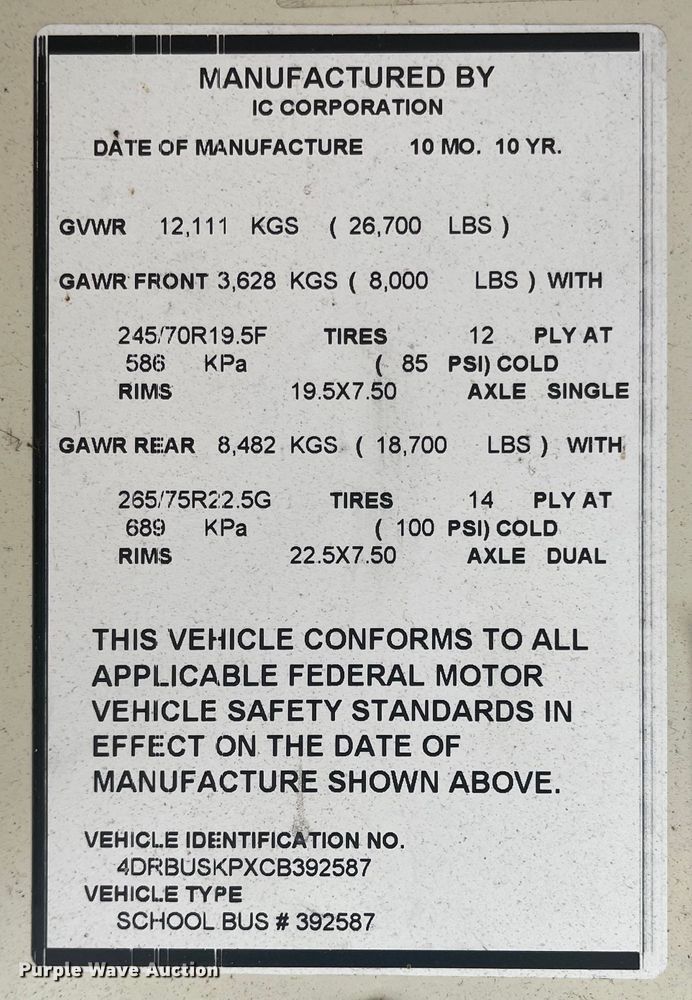 MANUFACTURED BY
IC CORPORATION
DATE OF MANUFACTURE 10 MO. 10 YR.
GVWR 12,111 KGS ( 26,700 LBS )
GAWR FRONT 3,628 KGS ( 8,000 LBS ) WITH
245/70R19.5F TIRES 12 PLY AT
586 KPa ( 85 PSI) COLD
RIMS 19.5X7.50 AXLE SINGLE
GAWR REAR 8,482 KGS ( 18,700 LBS ) WITH
265/75R22.5G TIRES 14 PLY AT
689 KPa ( 100 PSI) COLD
RIMS 22.5X7.50 AXLE DUAL
THIS VEHICLE CONFORMS TO ALL
APPLICABLE FEDERAL MOTOR
VEHICLE SAFETY STANDARDS IN
EFFECT ON THE DATE OF
MANUFACTURE SHOWN ABOVE.
VEHICLE IDENTIFICATION NO.
4DRBUSKPXCB392587
VEHICLE TYPE
SCHOOL BUS # 392587
Purple Wave Auction